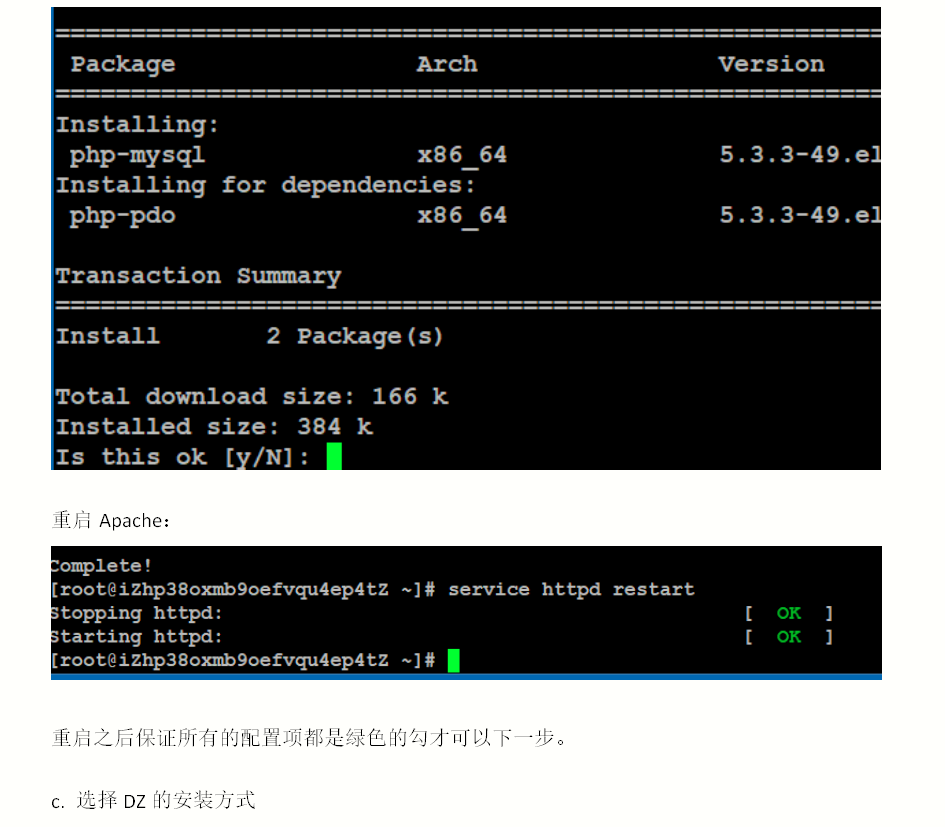 Package Arch Version
Installing:
php-mysql x86_64 5.3.3-49.el
Installing for dependencies:
php-pdo x86_64 5.3.3-49.el
Transaction Summary
Install 2 Package(s)
Total download size: 166 k
Installed size: 384 k
Is this ok [y/N]:
重启 Apache：
Complete!
[root@iZhp38oxmb9oefvqu4ep4tZ ~]# service httpd restart
Stopping httpd: [ OK ]
Starting httpd: [ OK ]
[root@iZhp38oxmb9oefvqu4ep4tZ ~]#
重启之后保证所有的配置项都是绿色的勾才可以下一步。
c. 选择 DZ 的安装方式